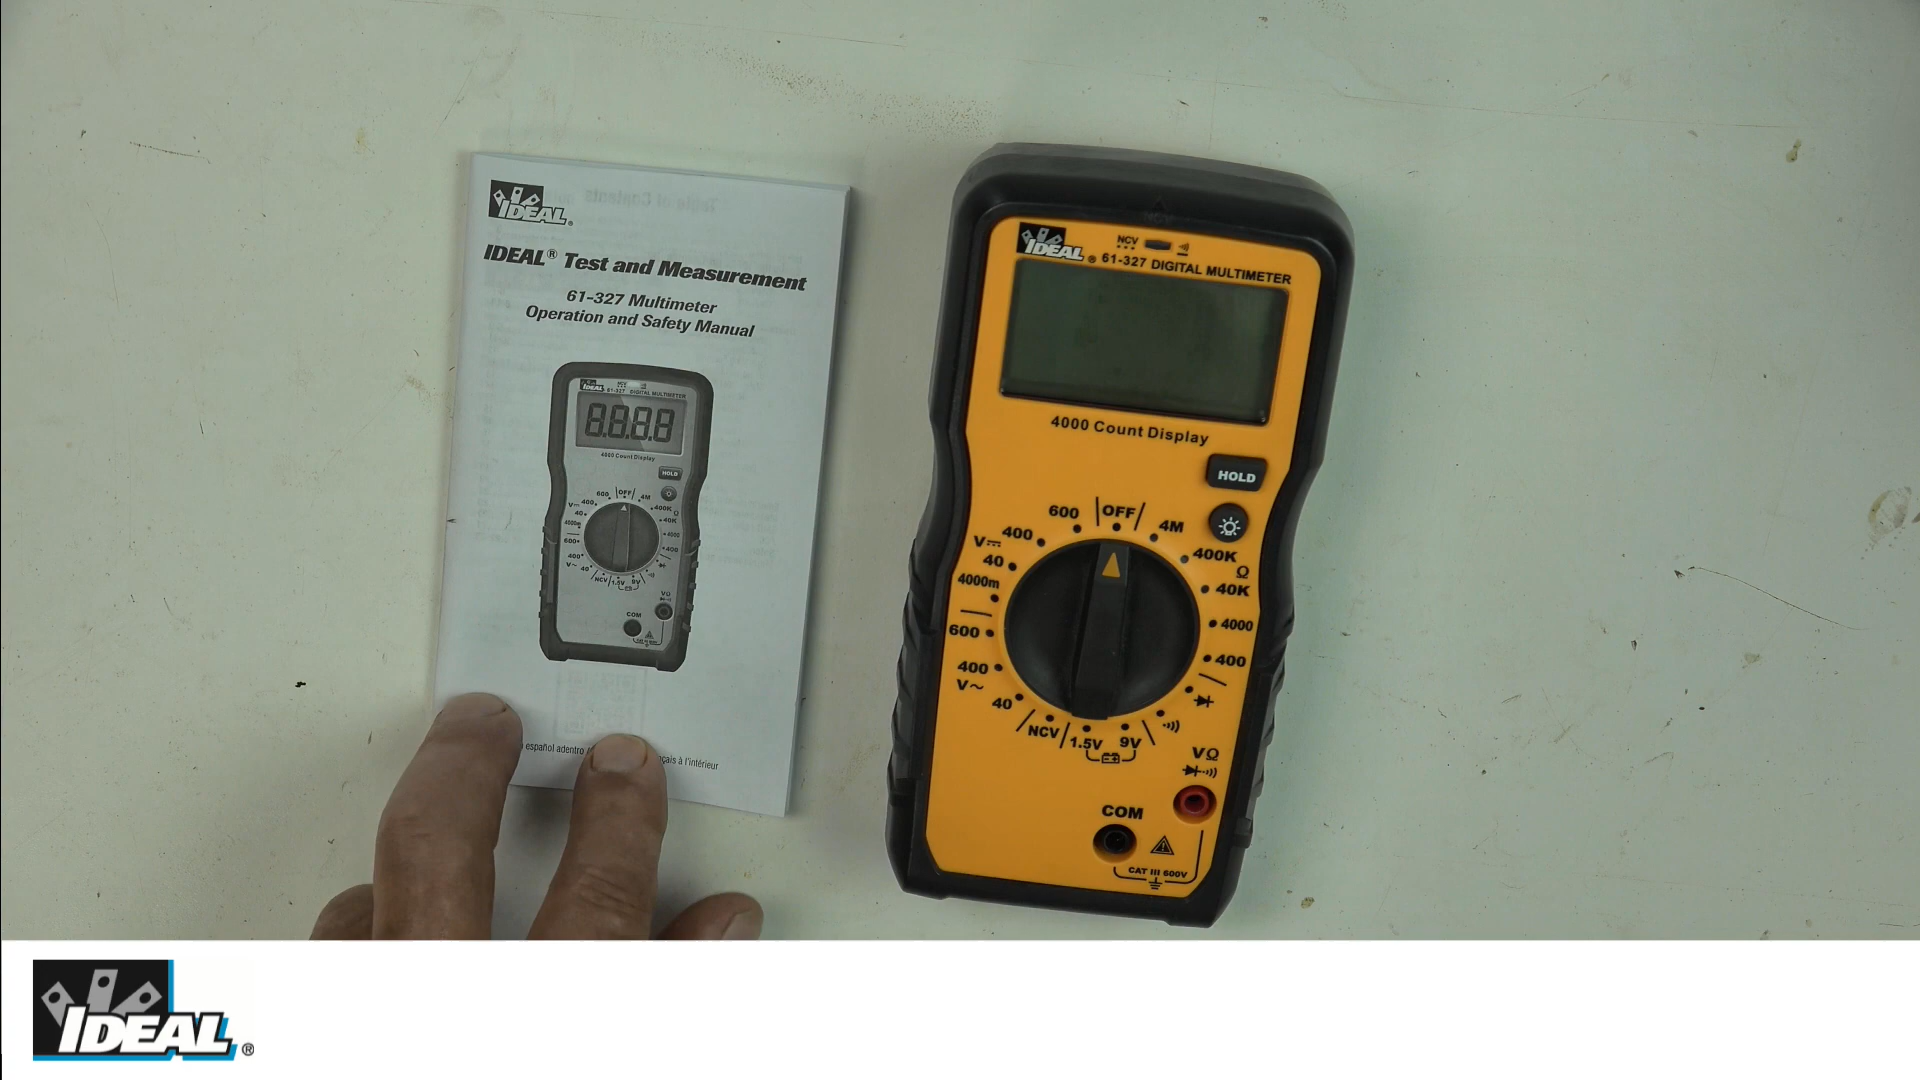 IDEAL®
IDEAL® Test and Measurement
61-327 Multimeter
Operation and Safety Manual
IDEAL
NCV
61-327 DIGITAL MULTIMETER
8.8.8.8
4000 Count Display
HOLD
600 OFF 4M
V 400 400K
40 Ω
40K
4000m 4000
600 400
400
V~ 40
NCV 1.5V 9V
VΩ
COM
español adentro
çais à l'intérieur
NCV
IDEAL® 61-327 DIGITAL MULTIMETER
4000 Count Display
HOLD
600 OFF 4M
V⎓ 400 400K
40 Ω
4000m 40K
600 4000
400 400
V~
40
NCV 1.5V 9V
VΩ
COM
CAT III 600V
IDEAL®